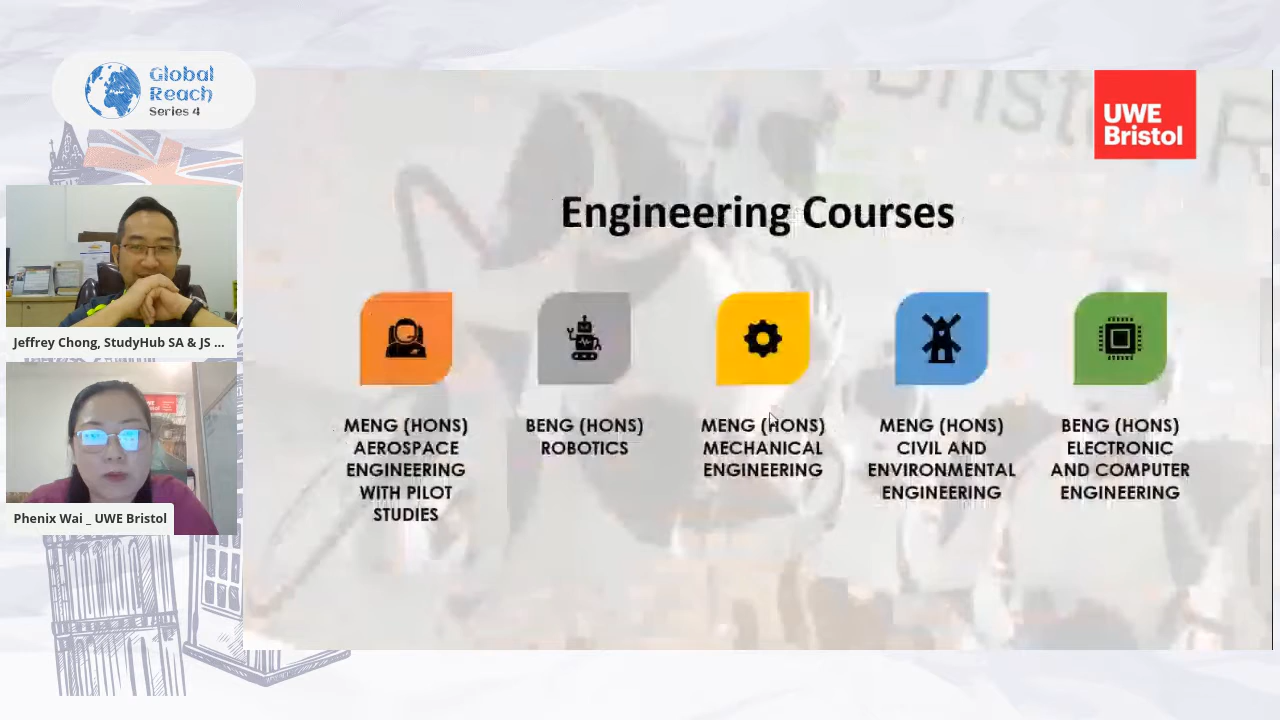 Global
Reach
Series 4
UWE
Bristol
Engineering Courses
Jeffrey Chong, StudyHub SA & JS ...
Phenix Wai _ UWE Bristol
MENG (HONS)
AEROSPACE
ENGINEERING
WITH PILOT
STUDIES
BENG (HONS)
ROBOTICS
MENG (HONS)
MECHANICAL
ENGINEERING
MENG (HONS)
CIVIL AND
ENVIRONMENTAL
ENGINEERING
BENG (HONS)
ELECTRONIC
AND COMPUTER
ENGINEERING